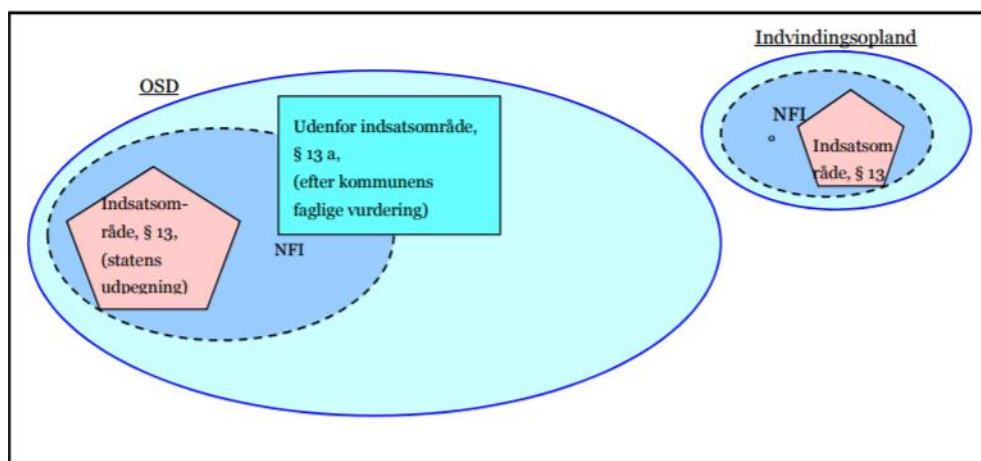 Indvindingsopland
OSD
Udenfor indsatsområde,
§ 13 a,
(efter kommunens
faglige vurdering)
Indsatsom-
råde, § 13,
(statens
udpegning)
NFI
NFI
Indsatsom
råde, § 13